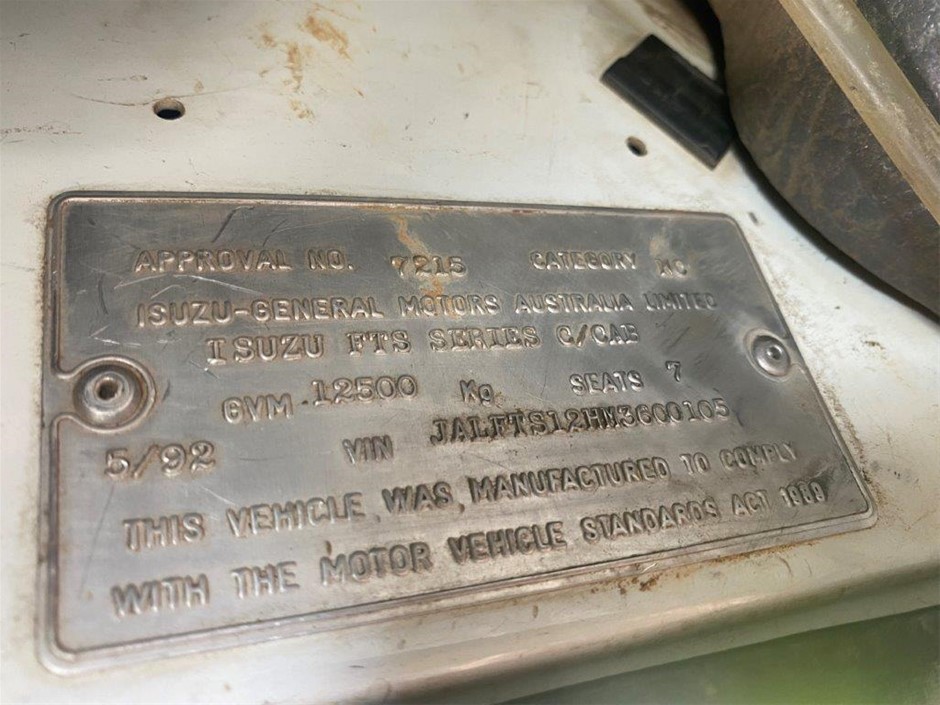 APPROVAL NO. 7215 CATEGORY NC
ISUZU-GENERAL MOTORS AUSTRALIA LIMITED
ISUZU FTS SERIES C/CAB
GVM 12500 Kg SEATS 7
5/92 VIN JALFTS12HN3600105
THIS VEHICLE WAS MANUFACTURED TO COMPLY
WITH THE MOTOR VEHICLE STANDARDS ACT 1989